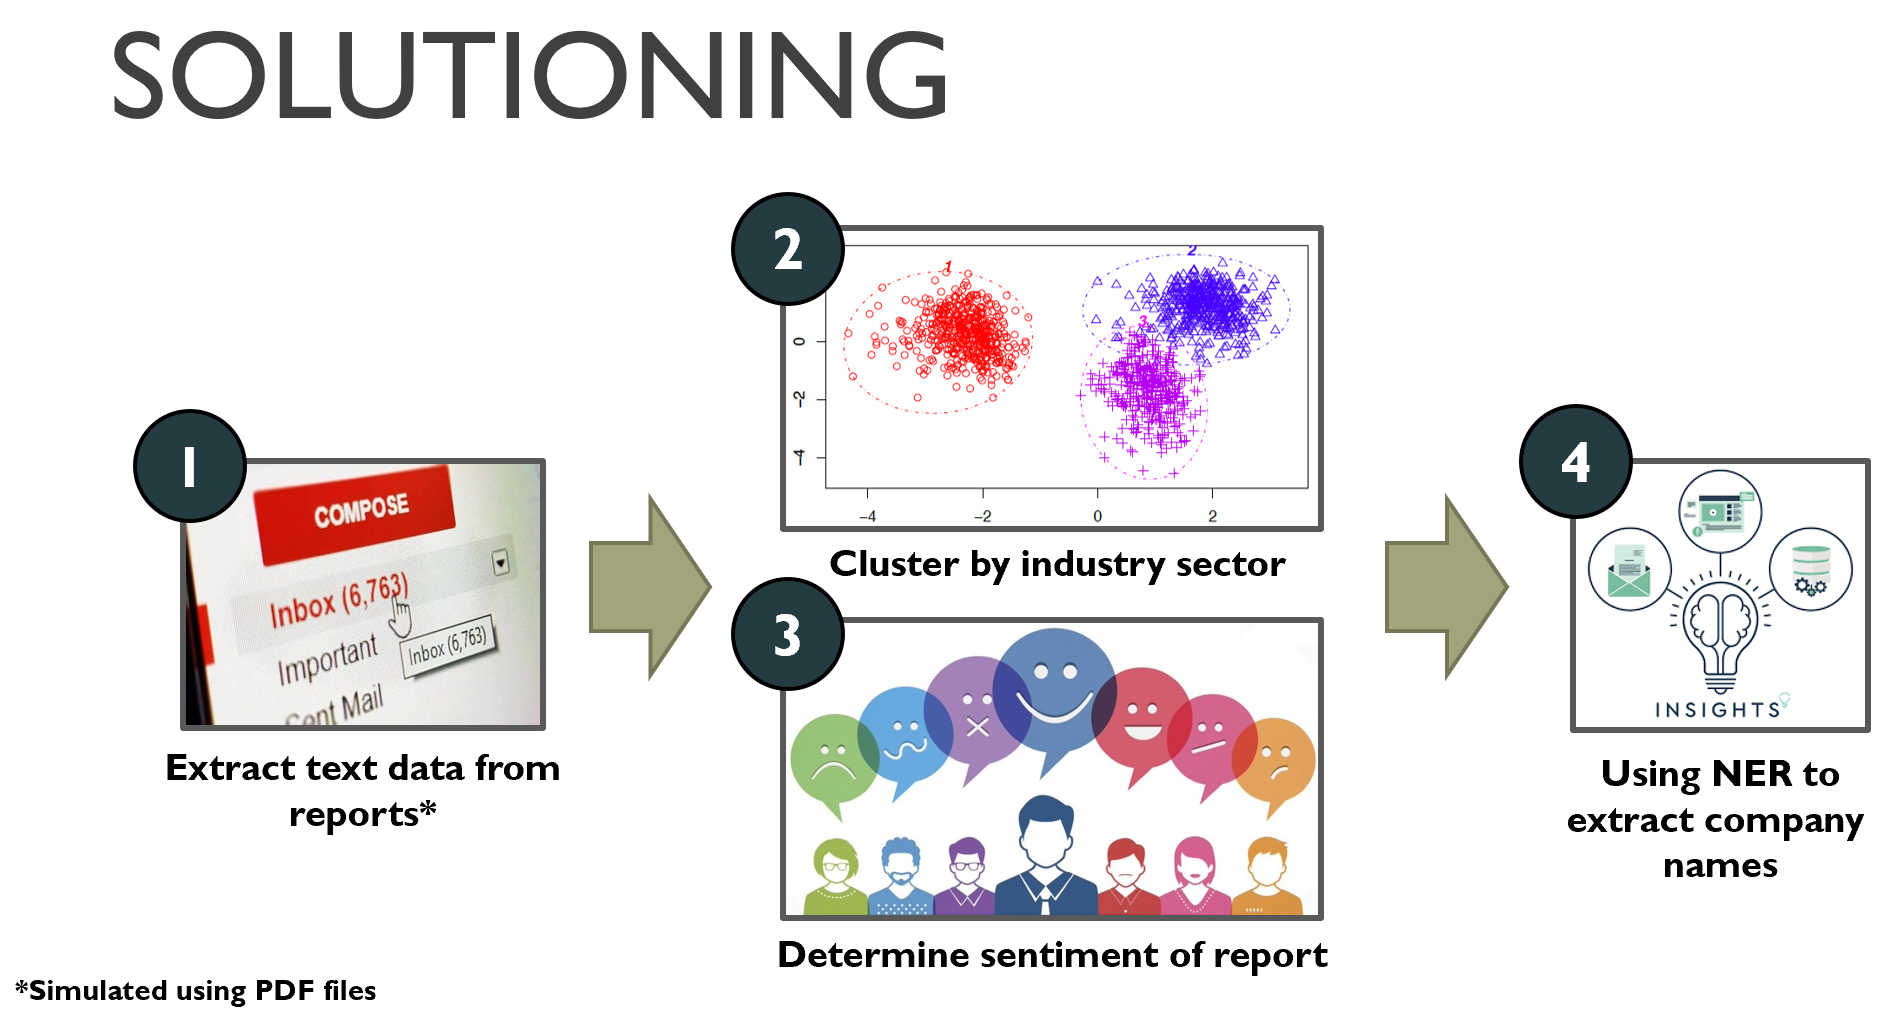 SOLUTIONING
1
COMPOSE
Inbox (6,763)
Important
Inbox (6,763)
Sent Mail
Extract text data from
reports*
2
1
2
3
0
-2
-4
-4
-2
0
2
Cluster by industry sector
3
Determine sentiment of report
4
INSIGHTS
Using NER to
extract company
names
*Simulated using PDF files